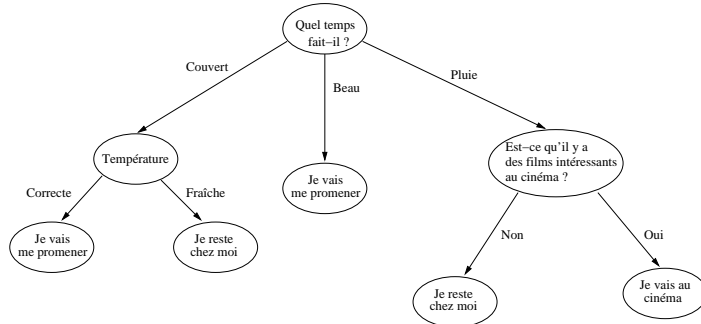 Quel temps
fait−il ?
Couvert
Beau
Pluie
Température
Est−ce qu'il y a
des films intéressants
au cinéma ?
Je vais
me promener
Correcte
Fraîche
Non
Oui
Je vais
me promener
Je reste
chez moi
Je reste
chez moi
Je vais au
cinéma